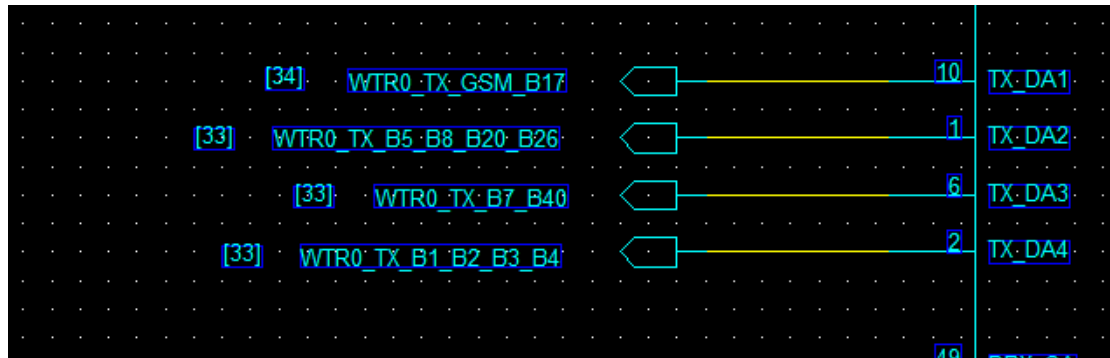 [34] WTR0_TX_GSM_B17 10 TX_DA1
[33] WTR0_TX_B5_B8_B20_B26 1 TX_DA2
[33] WTR0_TX_B7_B40 6 TX_DA3
[33] WTR0_TX_B1_B2_B3_B4 2 TX_DA4